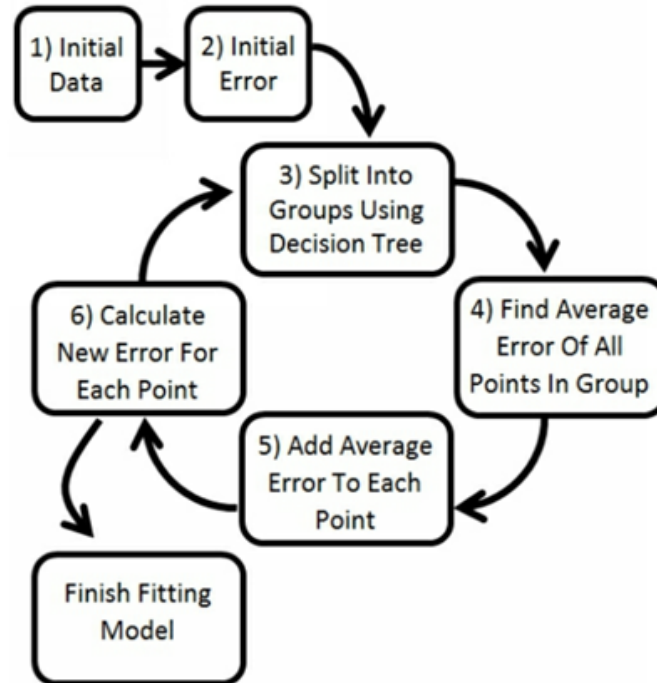 1) Initial
Data
2) Initial
Error
3) Split Into
Groups Using
Decision Tree
4) Find Average
Error Of All
Points In Group
5) Add Average
Error To Each
Point
6) Calculate
New Error For
Each Point
Finish Fitting
Model